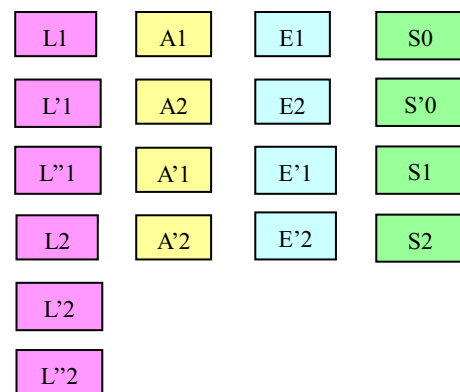 L1 A1 E1 S0
L’1 A2 E2 S’0
L”1 A’1 E’1 S1
L2 A’2 E’2 S2
L’2
L”2